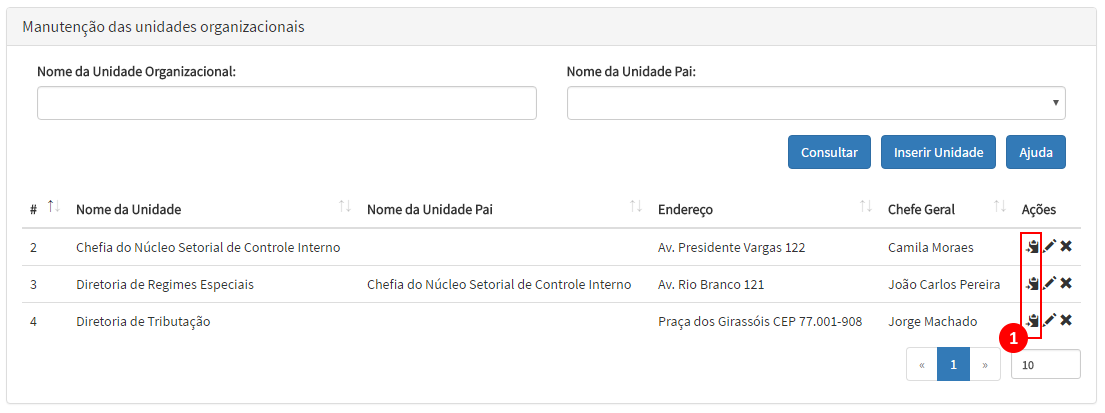 Manutenção das unidades organizacionais
Nome da Unidade Organizacional: Nome da Unidade Pai:
Consultar Inserir Unidade Ajuda
# Nome da Unidade Nome da Unidade Pai Endereço Chefe Geral Ações
2 Chefia do Núcleo Setorial de Controle Interno Av. Presidente Vargas 122 Camila Moraes
3 Diretoria de Regimes Especiais Chefia do Núcleo Setorial de Controle Interno Av. Rio Branco 121 João Carlos Pereira
4 Diretoria de Tributação Praça dos Girassóis CEP 77.001-908 Jorge Machado
1
« 1 » 10